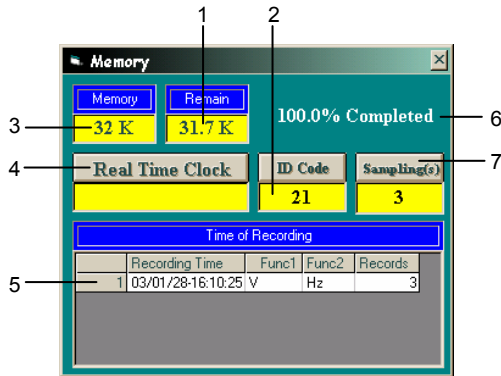 1
2
Memory
Memory
Remain
3
32 K
31.7 K
100.0% Completed
6
4
Real Time Clock
ID Code
Sampling(s)
7
21
3
Time of Recording
Recording Time Func1 Func2 Records
5
1 03/01/28-16:10:25 V Hz 3